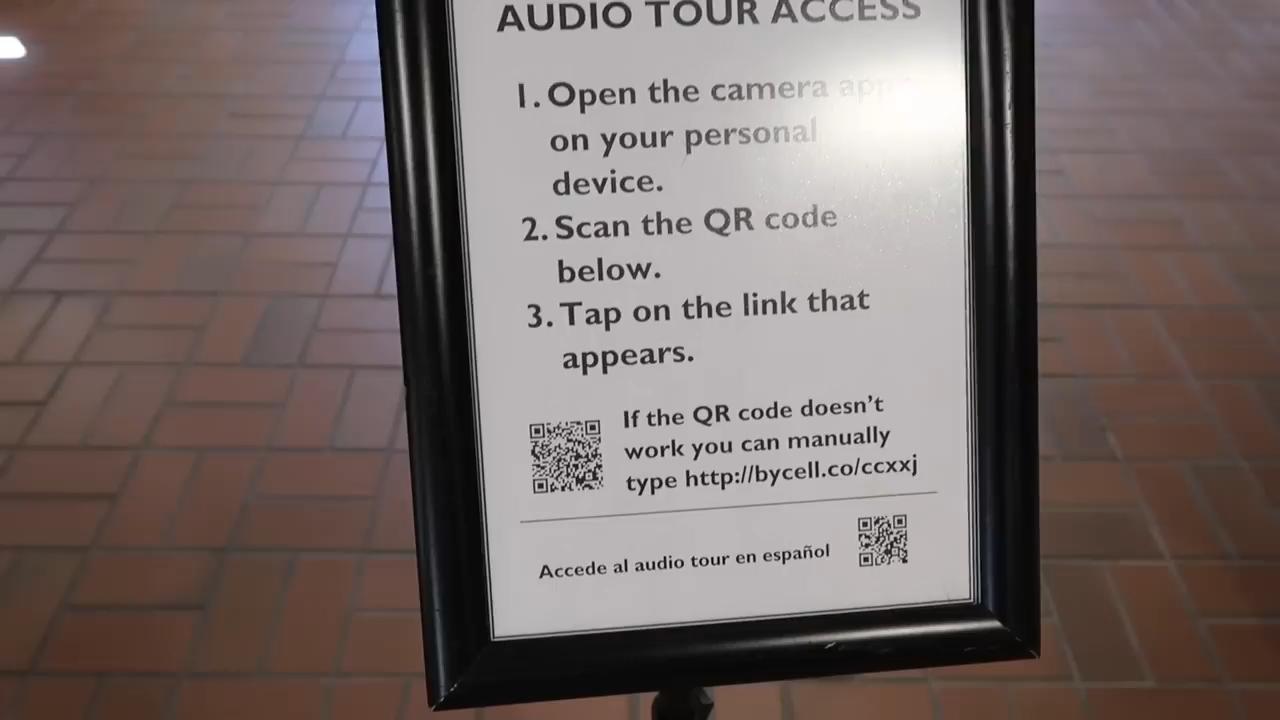 AUDIO TOUR ACCESS
1. Open the camera app
on your personal
device.
2. Scan the QR code
below.
3. Tap on the link that
appears.
If the QR code doesn't
work you can manually
type http://bycell.co/ccxxj
Accede al audio tour en español